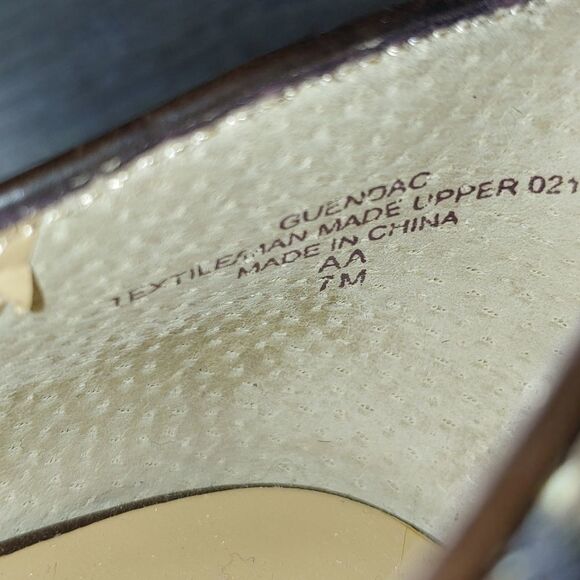 GUENDAC
TEXTILE/MAN MADE UPPER 021
MADE IN CHINA
AA
7M